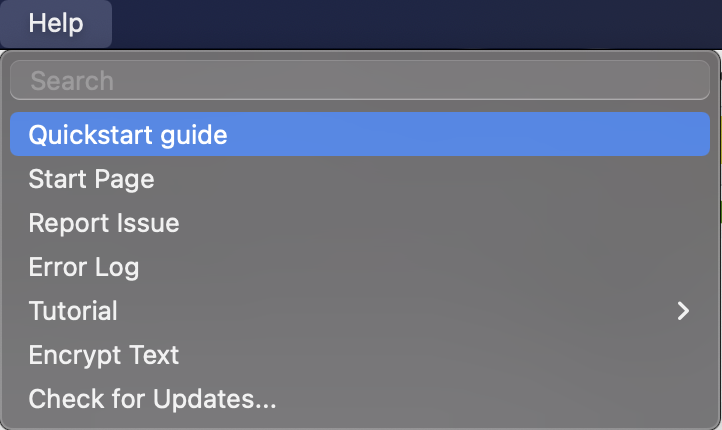 Help
Search
Quickstart guide
Start Page
Report Issue
Error Log
Tutorial
Encrypt Text
Check for Updates...